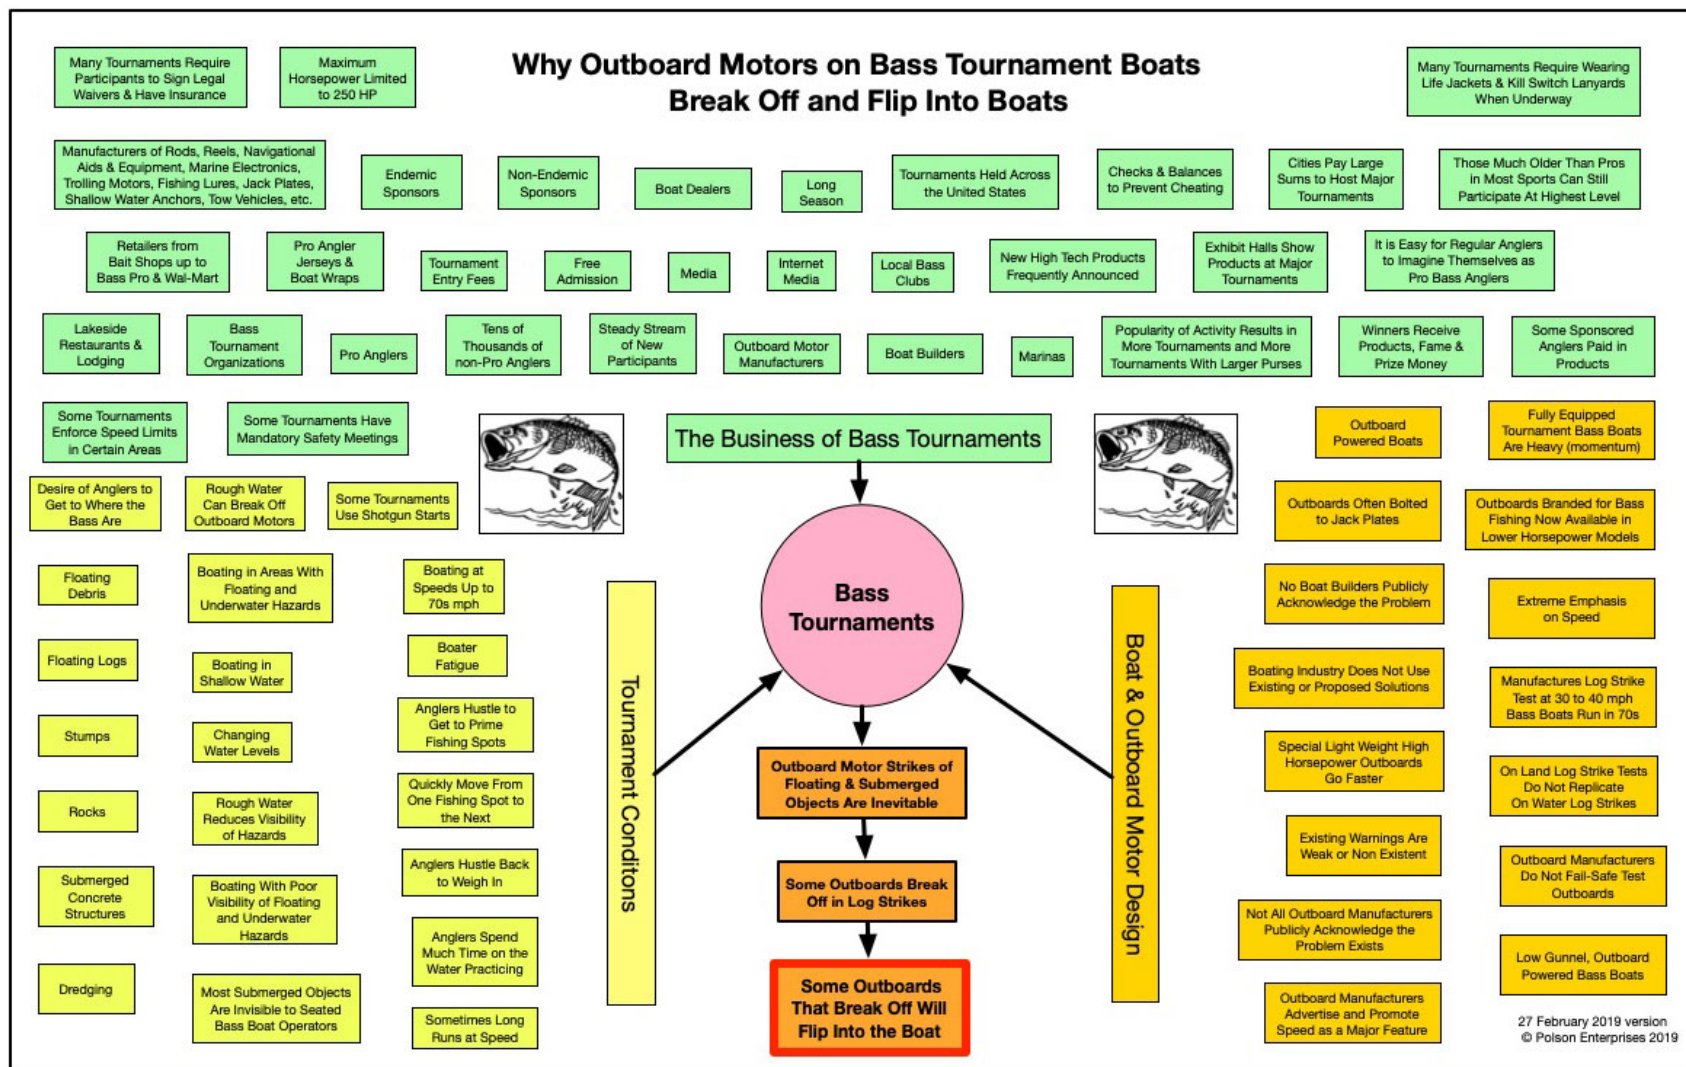 Why Outboard Motors on Bass Tournament Boats
Break Off and Flip Into Boats
Many Tournaments Require
Participants to Sign Legal
Waivers & Have Insurance
Maximum
Horsepower Limited
to 250 HP
Many Tournaments Require Wearing
Life Jackets & Kill Switch Lanyards
When Underway
Manufacturers of Rods, Reels, Navigational
Aids & Equipment, Marine Electronics,
Trolling Motors, Fishing Lures, Jack Plates,
Shallow Water Anchors, Tow Vehicles, etc.
Endemic
Sponsors
Non-Endemic
Sponsors
Boat Dealers
Long
Season
Tournaments Held Across
the United States
Checks & Balances
to Prevent Cheating
Cities Pay Large
Sums to Host Major
Tournaments
Those Much Older Than Pros
in Most Sports Can Still
Participate At Highest Level
Retailers from
Bait Shops up to
Bass Pro & Wal-Mart
Pro Angler
Jerseys &
Boat Wraps
Tournament
Entry Fees
Free
Admission
Media
Internet
Media
Local Bass
Clubs
New High Tech Products
Frequently Announced
Exhibit Halls Show
Products at Major
Tournaments
It is Easy for Regular Anglers
to Imagine Themselves as
Pro Bass Anglers
Lakeside
Restaurants &
Lodging
Bass
Tournament
Organizations
Pro Anglers
Tens of
Thousands of
non-Pro Anglers
Steady Stream
of New
Participants
Outboard Motor
Manufacturers
Boat Builders
Marinas
Popularity of Activity Results in
More Tournaments and More
Tournaments With Larger Purses
Winners Receive
Products, Fame &
Prize Money
Some Sponsored
Anglers Paid in
Products
Some Tournaments
Enforce Speed Limits
in Certain Areas
Some Tournaments Have
Mandatory Safety Meetings
The Business of Bass Tournaments
Desire of Anglers to
Get to Where the
Bass Are
Rough Water
Can Break Off
Outboard Motors
Some Tournaments
Use Shotgun Starts
Floating
Debris
Boating in Areas With
Floating and
Underwater Hazards
Boating at
Speeds Up to
70s mph
Floating Logs
Boating in
Shallow Water
Boater
Fatigue
Stumps
Changing
Water Levels
Anglers Hustle to
Get to Prime
Fishing Spots
Rocks
Rough Water
Reduces Visibility
of Hazards
Quickly Move From
One Fishing Spot to
the Next
Submerged
Concrete
Structures
Boating With Poor
Visibility of Floating
and Underwater
Hazards
Anglers Hustle Back
to Weigh In
Anglers Spend
Much Time on the
Water Practicing
Dredging
Most Submerged Objects
Are Invisible to Seated
Bass Boat Operators
Sometimes Long
Runs at Speed
Tournament Conditons
Bass
Tournaments
Outboard Motor Strikes of
Floating & Submerged
Objects Are Inevitable
Some Outboards Break
Off in Log Strikes
Some Outboards
That Break Off Will
Flip Into the Boat
Boat & Outboard Motor Design
Outboard
Powered Boats
Fully Equipped
Tournament Bass Boats
Are Heavy (momentum)
Outboards Often Bolted
to Jack Plates
Outboards Branded for Bass
Fishing Now Available in
Lower Horsepower Models
No Boat Builders Publicly
Acknowledge the Problem
Extreme Emphasis
on Speed
Boating Industry Does Not Use
Existing or Proposed Solutions
Manufactures Log Strike
Test at 30 to 40 mph
Bass Boats Run in 70s
Special Light Weight High
Horsepower Outboards
Go Faster
On Land Log Strike Tests
Do Not Replicate
On Water Log Strikes
Existing Warnings Are
Weak or Non Existent
Outboard Manufacturers
Do Not Fail-Safe Test
Outboards
Not All Outboard Manufacturers
Publicly Acknowledge the
Problem Exists
Low Gunnel, Outboard
Powered Bass Boats
Outboard Manufacturers
Advertise and Promote
Speed as a Major Feature
27 February 2019 version
© Polson Enterprises 2019